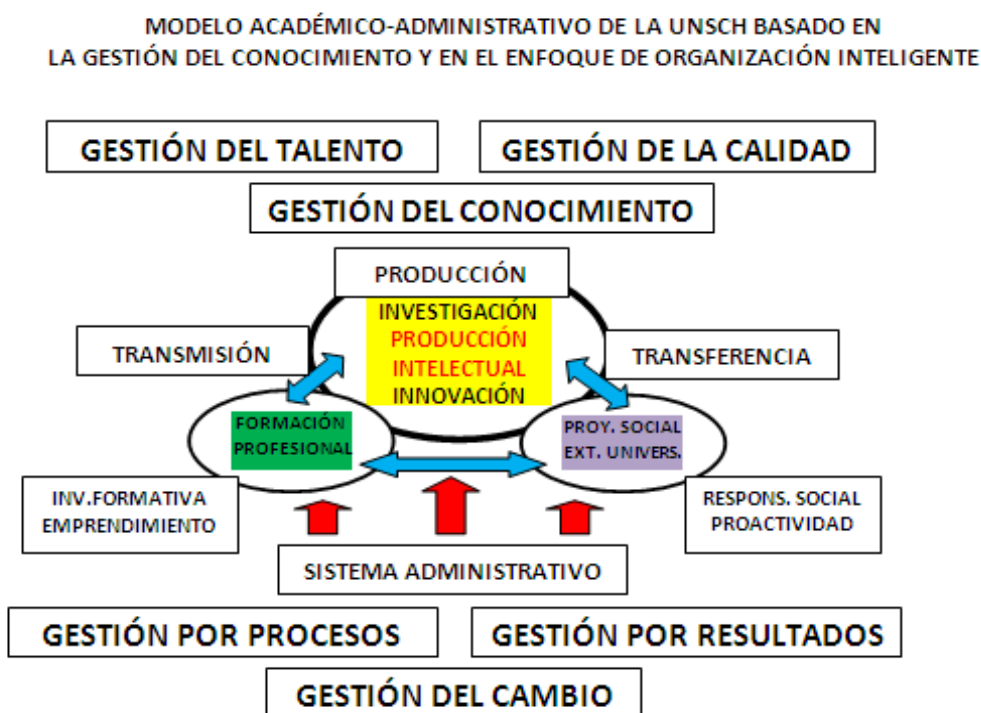 MODELO ACADÉMICO-ADMINISTRATIVO DE LA UNSCH BASADO EN
LA GESTIÓN DEL CONOCIMIENTO Y EN EL ENFOQUE DE ORGANIZACIÓN INTELIGENTE
GESTIÓN DEL TALENTO
GESTIÓN DE LA CALIDAD
GESTIÓN DEL CONOCIMIENTO
PRODUCCIÓN
INVESTIGACIÓN
PRODUCCIÓN
INTELECTUAL
INNOVACIÓN
TRANSMISIÓN
TRANSFERENCIA
FORMACIÓN
PROFESIONAL
PROY. SOCIAL
EXT. UNIVERS.
INV.FORMATIVA
EMPRENDIMIENTO
RESPONS. SOCIAL
PROACTIVIDAD
SISTEMA ADMINISTRATIVO
GESTIÓN POR PROCESOS
GESTIÓN POR RESULTADOS
GESTIÓN DEL CAMBIO